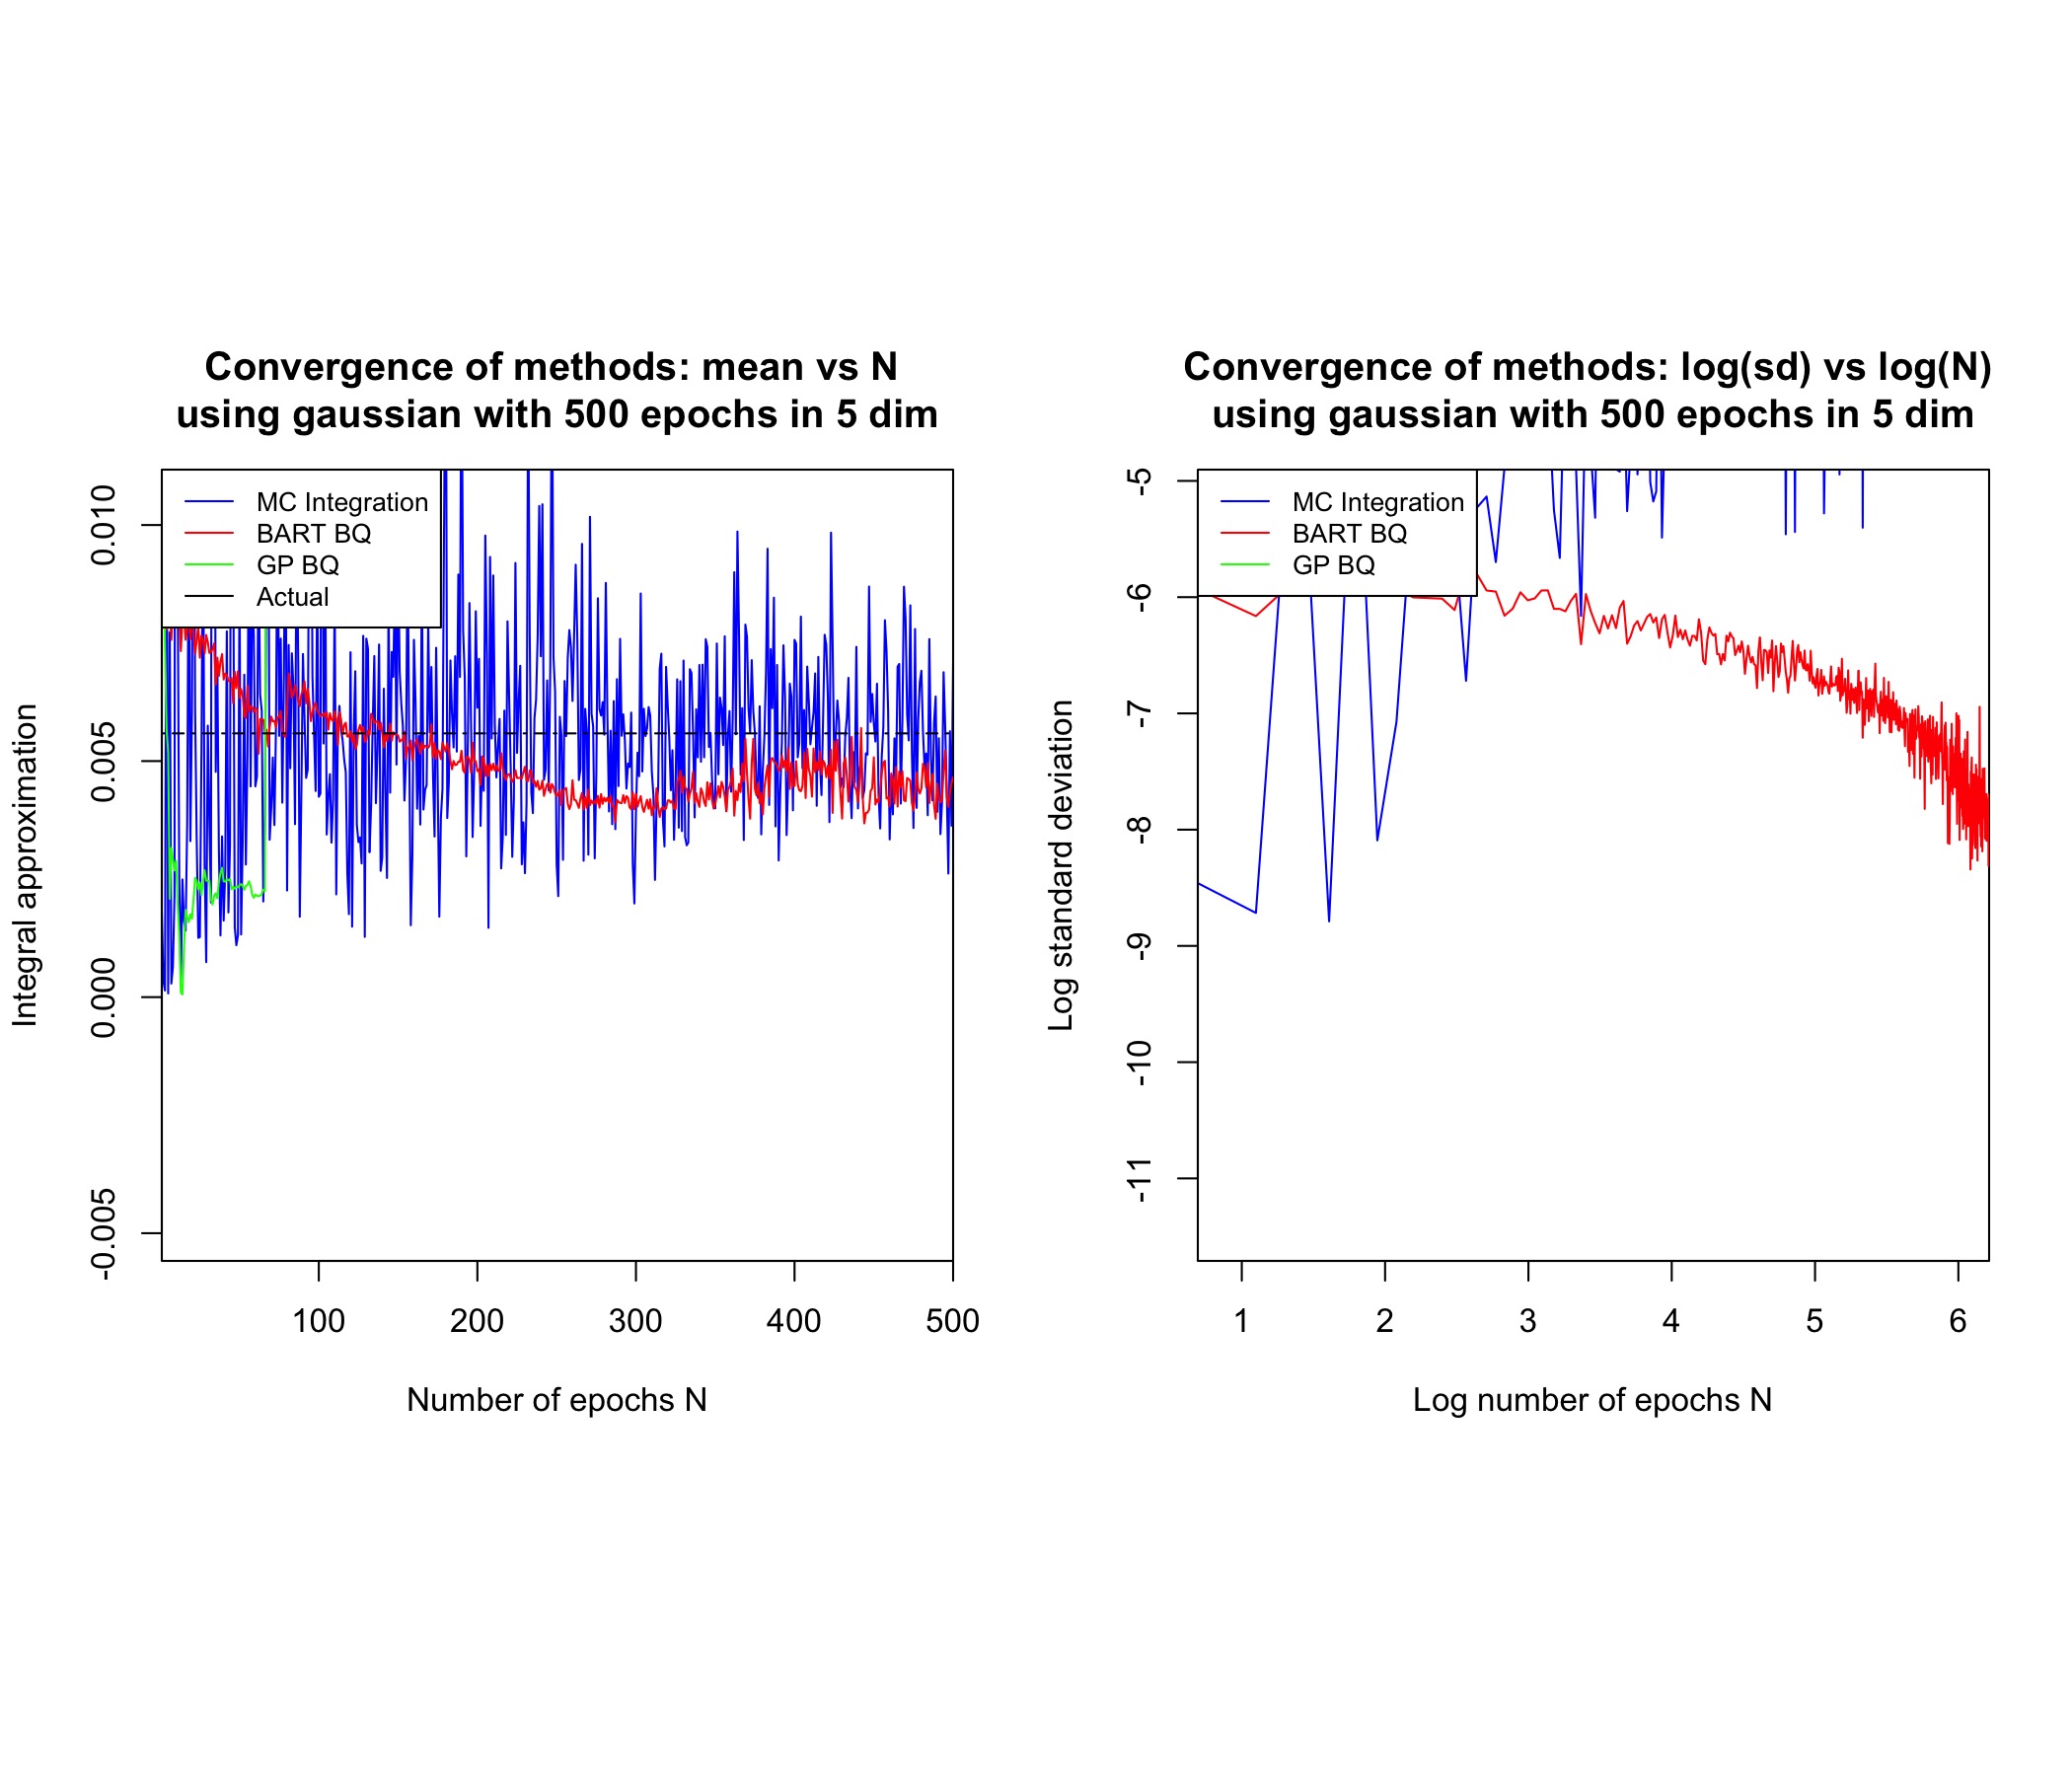 Convergence of methods: mean vs N
using gaussian with 500 epochs in 5 dim
MC Integration
BART BQ
GP BQ
Actual
Integral approximation
0.010
0.005
0.000
-0.005
100 200 300 400 500
Number of epochs N
Convergence of methods: log(sd) vs log(N)
using gaussian with 500 epochs in 5 dim
MC Integration
BART BQ
GP BQ
Log standard deviation
-5
-6
-7
-8
-9
-10
-11
1 2 3 4 5 6
Log number of epochs N